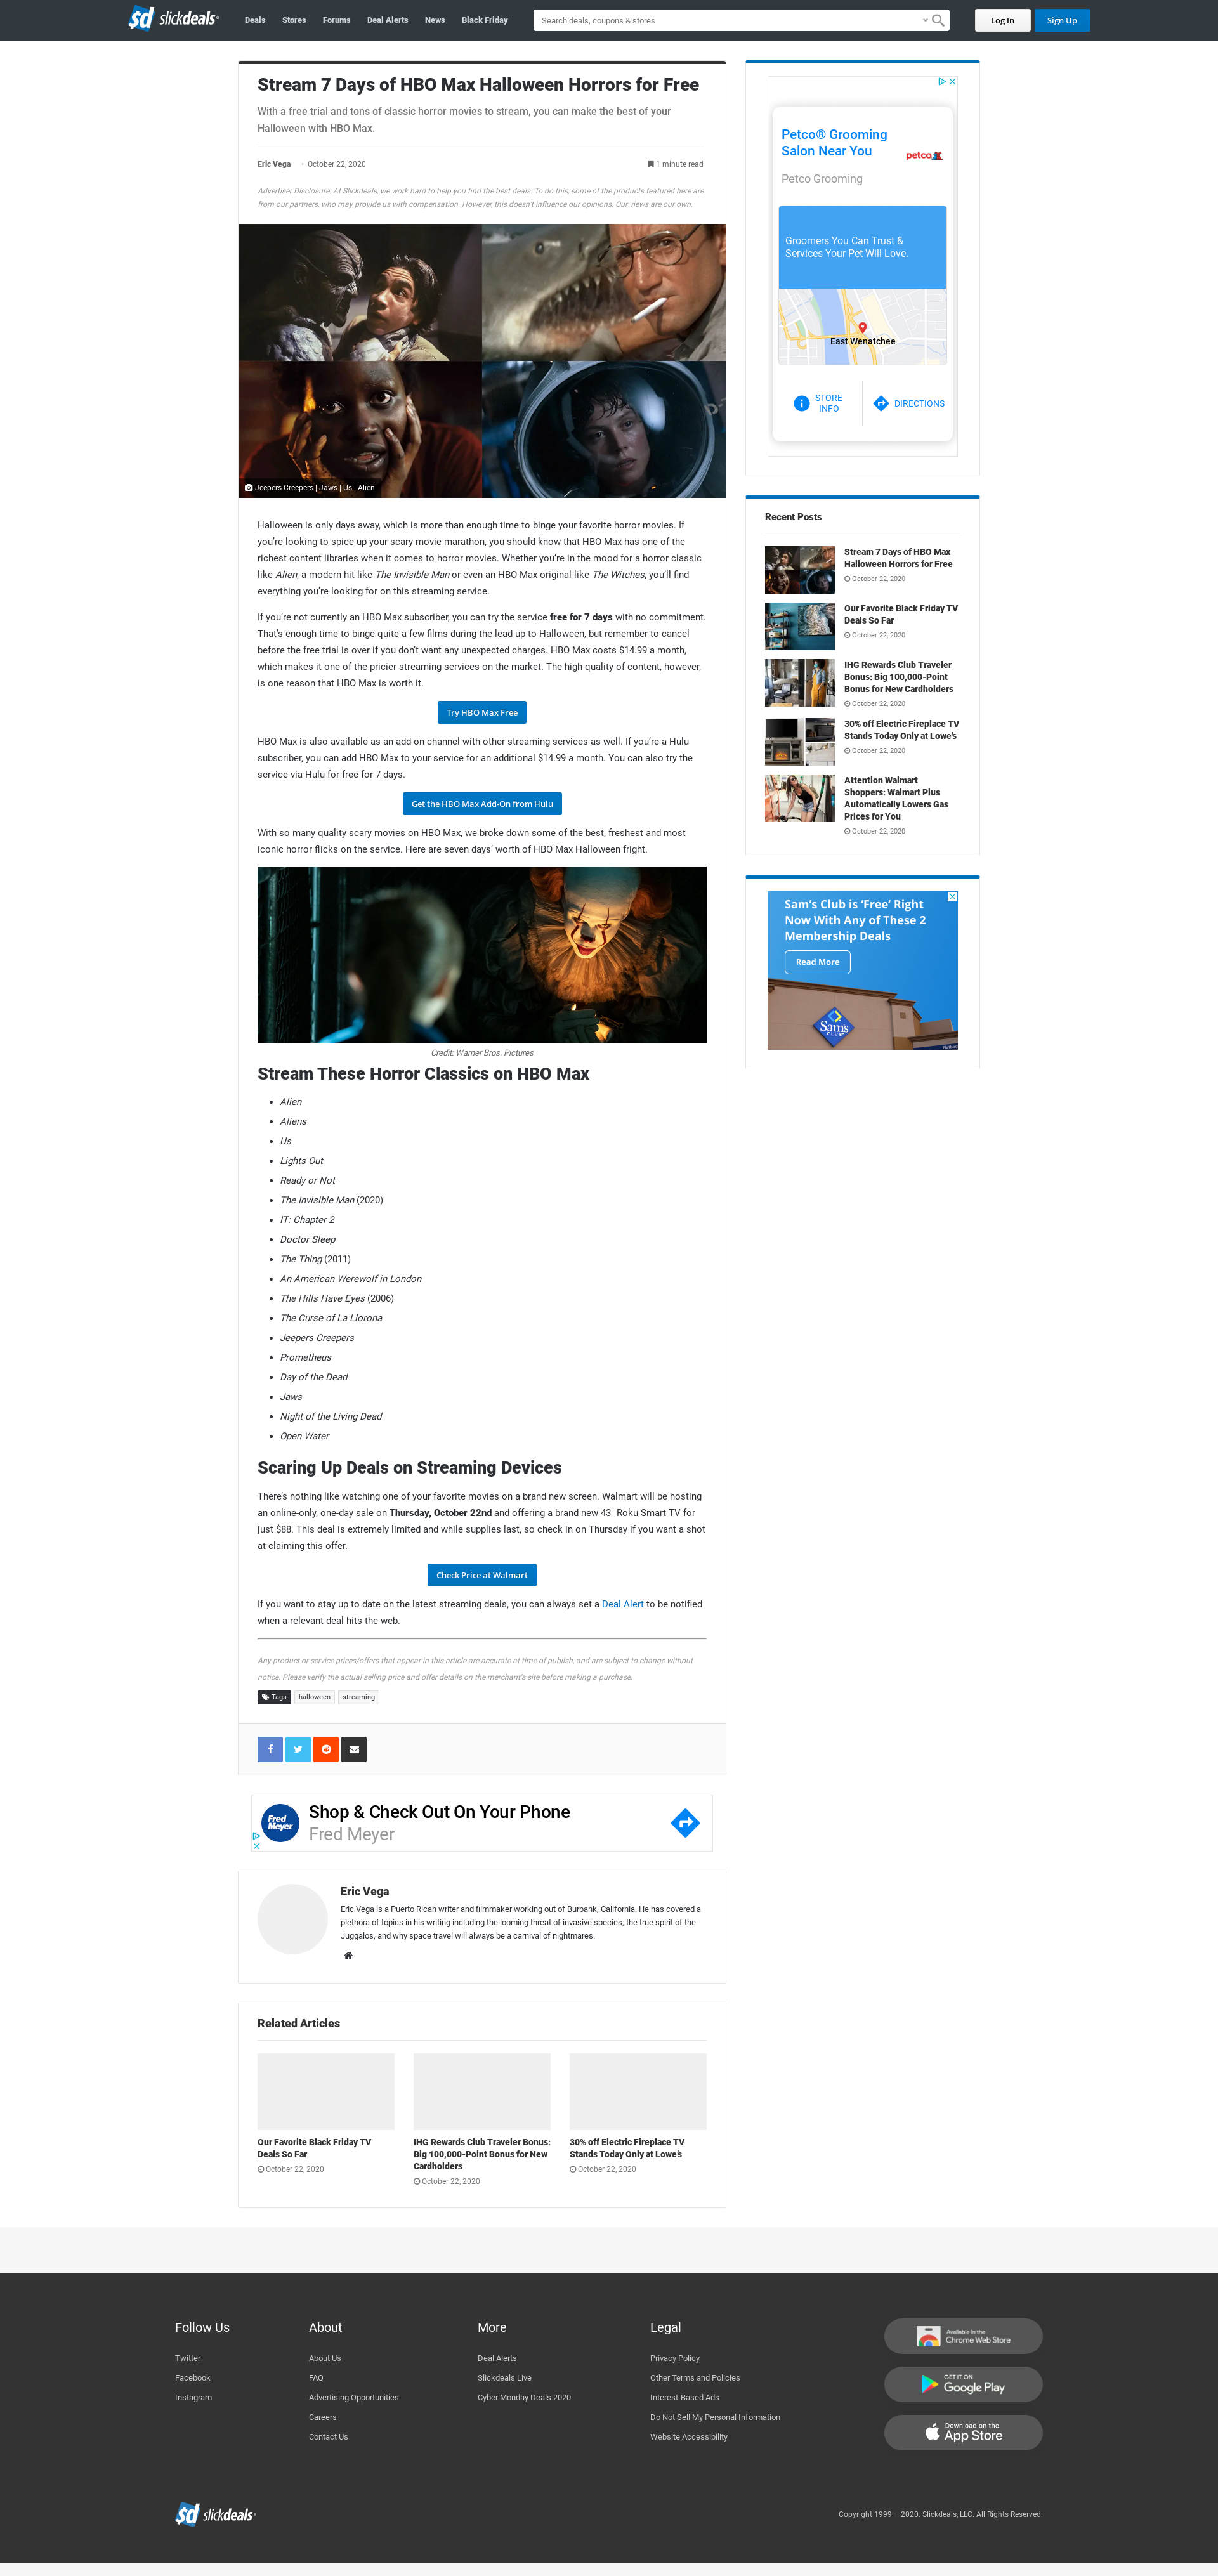 sd slickdeals
Deals
Stores
Forums
Deal Alerts
News
Black Friday
Search deals, coupons & stores
Log In
Sign Up
Stream 7 Days of HBO Max Halloween Horrors for Free
With a free trial and tons of classic horror movies to stream, you can make the best of your
Halloween with HBO Max.
Eric Vega · October 22, 2020
1 minute read
Advertiser Disclosure: At Slickdeals, we work hard to help you find the best deals. To do this, some of the products featured here are
from our partners, who may provide us with compensation. However, this doesn't influence our opinions. Our views are our own.
Jeepers Creepers | Jaws | Us | Alien
Halloween is only days away, which is more than enough time to binge your favorite horror movies. If
you're looking to spice up your scary movie marathon, you should know that HBO Max has one of the
richest content libraries when it comes to horror movies. Whether you're in the mood for a horror classic
like Alien, a modern hit like The Invisible Man or even an HBO Max original like The Witches, you'll find
everything you're looking for on this streaming service.
If you're not currently an HBO Max subscriber, you can try the service free for 7 days with no commitment.
That's enough time to binge quite a few films during the lead up to Halloween, but remember to cancel
before the free trial is over if you don't want any unexpected charges. HBO Max costs $14.99 a month,
which makes it one of the pricier streaming services on the market. The high quality of content, however,
is one reason that HBO Max is worth it.
Try HBO Max Free
HBO Max is also available as an add-on channel with other streaming services as well. If you're a Hulu
subscriber, you can add HBO Max to your service for an additional $14.99 a month. You can also try the
service via Hulu for free for 7 days.
Get the HBO Max Add-On from Hulu
With so many quality scary movies on HBO Max, we broke down some of the best, freshest and most
iconic horror flicks on the service. Here are seven days' worth of HBO Max Halloween fright.
Credit: Warner Bros. Pictures
Stream These Horror Classics on HBO Max
Alien
Aliens
Us
Lights Out
Ready or Not
The Invisible Man (2020)
IT: Chapter 2
Doctor Sleep
The Thing (2011)
An American Werewolf in London
The Hills Have Eyes (2006)
The Curse of La Llorona
Jeepers Creepers
Prometheus
Day of the Dead
Jaws
Night of the Living Dead
Open Water
Scaring Up Deals on Streaming Devices
There's nothing like watching one of your favorite movies on a brand new screen. Walmart will be hosting
an online-only, one-day sale on Thursday, October 22nd and offering a brand new 43" Roku Smart TV for
just $88. This deal is extremely limited and while supplies last, so check in on Thursday if you want a shot
at claiming this offer.
Check Price at Walmart
If you want to stay up to date on the latest streaming deals, you can always set a Deal Alert to be notified
when a relevant deal hits the web.
Any product or service prices/offers that appear in this article are accurate at time of publish, and are subject to change without
notice. Please verify the actual selling price and offer details on the merchant's site before making a purchase.
Tags
halloween
streaming
Fred Meyer
Shop & Check Out On Your Phone
Fred Meyer
Eric Vega
Eric Vega is a Puerto Rican writer and filmmaker working out of Burbank, California. He has covered a
plethora of topics in his writing including the looming threat of invasive species, the true spirit of the
Juggalos, and why space travel will always be a carnival of nightmares.
Related Articles
Our Favorite Black Friday TV
Deals So Far
October 22, 2020
IHG Rewards Club Traveler Bonus:
Big 100,000-Point Bonus for New
Cardholders
October 22, 2020
30% off Electric Fireplace TV
Stands Today Only at Lowe's
October 22, 2020
Petco® Grooming
Salon Near You
petco
Petco Grooming
Groomers You Can Trust &
Services Your Pet Will Love.
East Wenatchee
STORE
INFO
DIRECTIONS
Recent Posts
Stream 7 Days of HBO Max
Halloween Horrors for Free
October 22, 2020
Our Favorite Black Friday TV
Deals So Far
October 22, 2020
IHG Rewards Club Traveler
Bonus: Big 100,000-Point
Bonus for New Cardholders
October 22, 2020
30% off Electric Fireplace TV
Stands Today Only at Lowe's
October 22, 2020
Attention Walmart
Shoppers: Walmart Plus
Automatically Lowers Gas
Prices for You
October 22, 2020
Sam's Club is 'Free' Right
Now With Any of These 2
Membership Deals
Read More
Sam's
CLUB
Follow Us
Twitter
Facebook
Instagram
About
About Us
FAQ
Advertising Opportunities
Careers
Contact Us
More
Deal Alerts
Slickdeals Live
Cyber Monday Deals 2020
Legal
Privacy Policy
Other Terms and Policies
Interest-Based Ads
Do Not Sell My Personal Information
Website Accessibility
Available in the
Chrome Web Store
GET IT ON
Google Play
Download on the
App Store
sd slickdeals
Copyright 1999 – 2020. Slickdeals, LLC. All Rights Reserved.